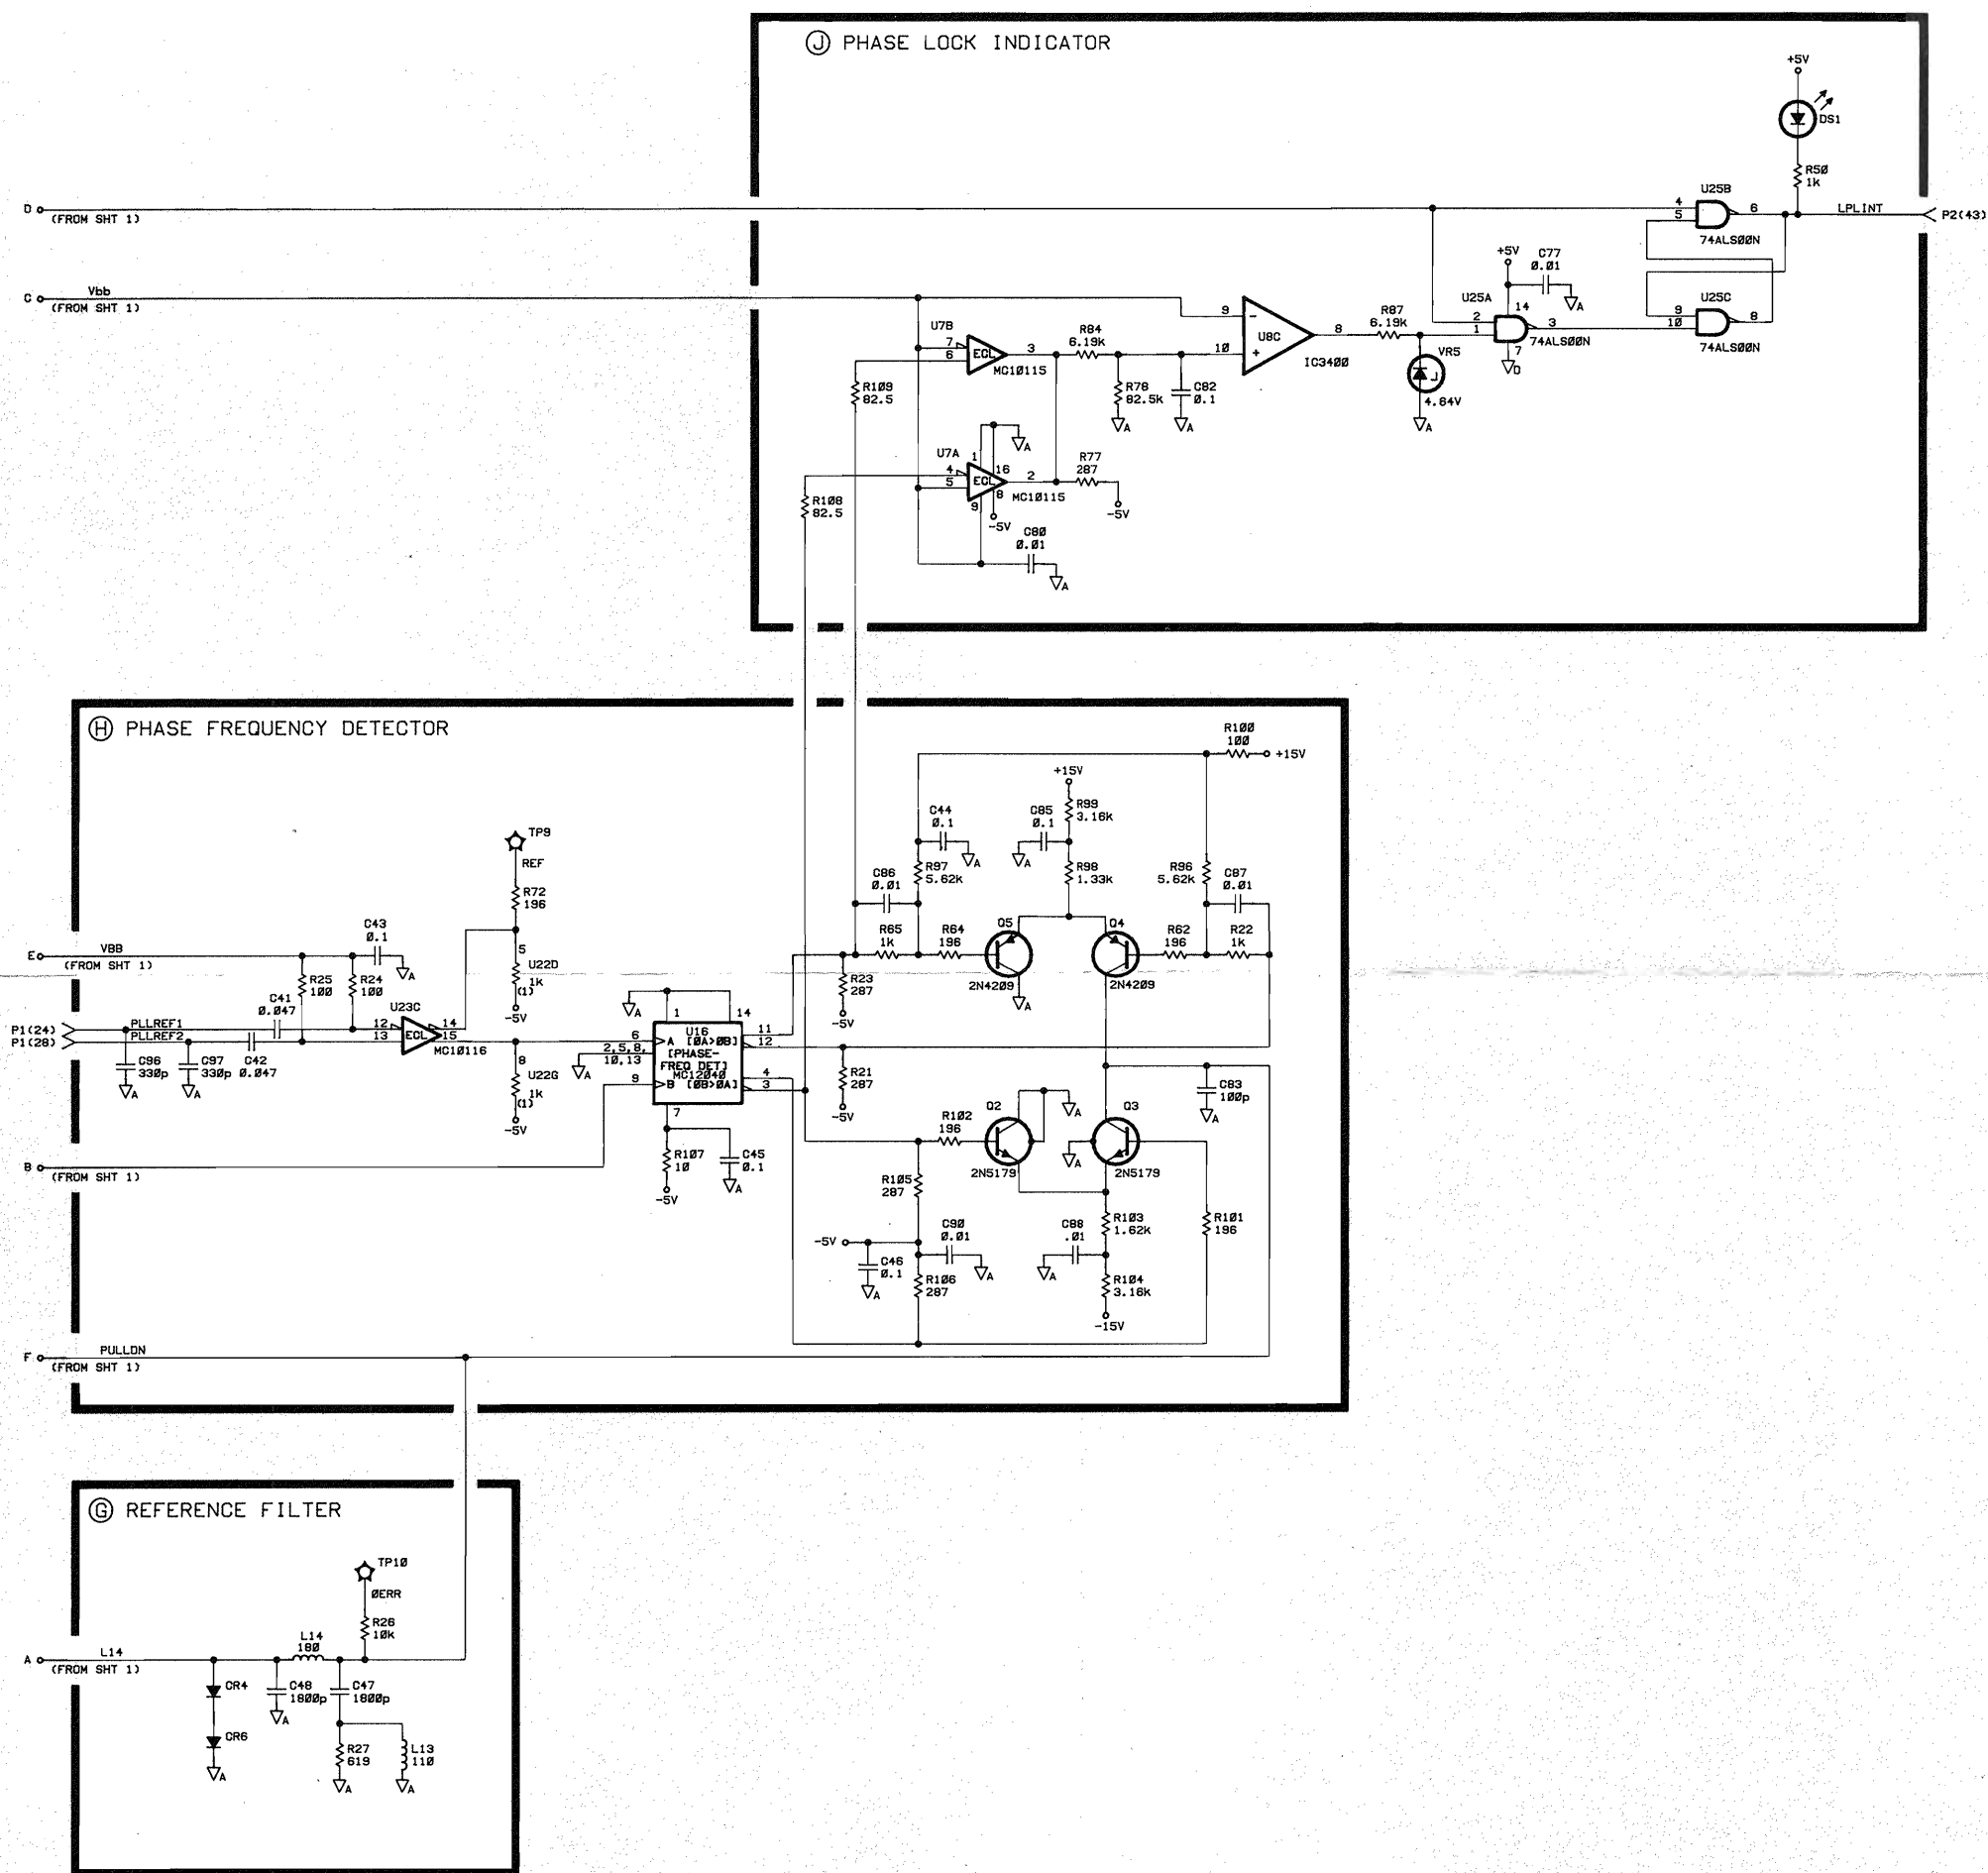 J PHASE LOCK INDICATOR
+5V
DS1
R50
1k
U25B
D
(FROM SHT 1)
4
5
6
LPLINT
P2(43)
74ALS00N
+5V
C77
0.01
A
C
Vbb
(FROM SHT 1)
U25A
14
U25C
9
10
8
74ALS00N
2
1
3
74ALS00N
7
D
9
10
U8C
8
IC3400
R87
6.19k
VR5
J
4.64V
A
U7B
7
6
ECL
3
MC10115
R84
6.19k
R109
82.5
R78
82.5k
A
C82
0.1
A
A
U7A
1
16
4
5
ECL
2
MC10115
9
8
-5V
R77
287
-5V
R108
82.5
C80
0.01
A
H PHASE FREQUENCY DETECTOR
R100
100
+15V
+15V
R99
3.16k
C44
0.1
A
C85
0.1
A
TP9
REF
R72
196
R97
5.62k
R98
1.33k
R96
5.62k
C87
0.01
C86
0.01
C43
0.1
A
E
VBB
(FROM SHT 1)
R25
100
R24
100
5
U22D
1k
(1)
-5V
R65
1k
R64
196
Q5
2N4209
A
Q4
2N4209
R62
196
R22
1k
R23
287
-5V
C41
0.047
U23C
P1(24)
P1(28)
PLLREF1
PLLREF2
12
13
ECL
14
15
MC10116
C96
330p
A
C97
330p
A
C42
0.047
8
U22G
1k
(1)
-5V
A
1
14
U16
6
A [0A>0B]
11
12
2,5,8,
10,13
A
[PHASE-
FREQ DET]
MC12040
4
3
9
B [0B>0A]
7
R21
287
-5V
C83
100p
A
R102
196
Q2
2N5179
A
Q3
A
2N5179
B
(FROM SHT 1)
R107
10
-5V
C45
0.1
A
R105
287
-5V
C90
0.01
A
C46
0.1
A
R106
287
C88
.01
A
R103
1.62k
R104
3.16k
-15V
R101
196
F
PULLDN
(FROM SHT 1)
G REFERENCE FILTER
TP10
0ERR
R26
10k
A
L14
(FROM SHT 1)
L14
180
CR4
C48
1800p
A
C47
1800p
CR6
A
R27
619
A
L13
110
A